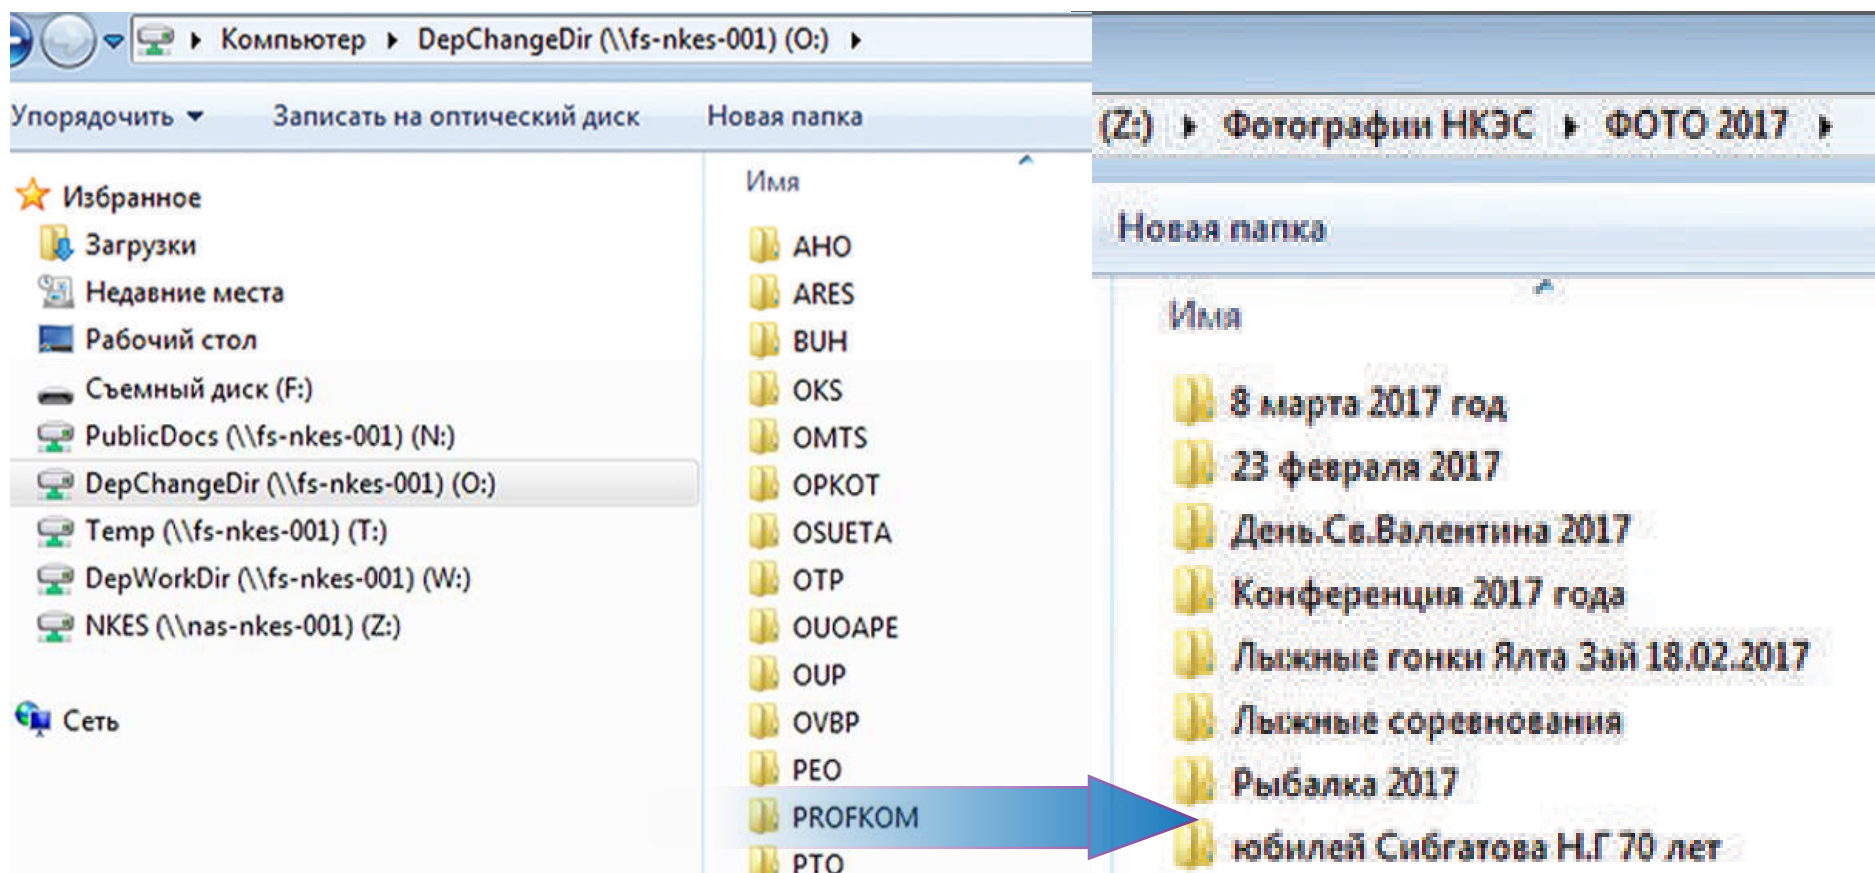 Компьютер DepChangeDir (\\fs-nkes-001) (O:)
Упорядочить Записать на оптический диск Новая папка
Избранное
Загрузки
Недавние места
Рабочий стол
Съемный диск (F:)
PublicDocs (\\fs-nkes-001) (N:)
DepChangeDir (\\fs-nkes-001) (O:)
Temp (\\fs-nkes-001) (T:)
DepWorkDir (\\fs-nkes-001) (W:)
NKES (\\nas-nkes-001) (Z:)
Сеть
Имя
AHO
ARES
BUH
OKS
OMTS
OPKOT
OSUETA
OTP
OUOAPE
OUP
OVBP
PEO
PROFKOM
PTO
(Z:) Фотографии НКЭС ФОТО 2017
Новая папка
Имя
8 марта 2017 год
23 февраля 2017
День.Св.Валентина 2017
Конференция 2017 года
Лыжные гонки Ялта Зай 18.02.2017
Лыжные соревнования
Рыбалка 2017
юбилей Сибгатова Н.Г 70 лет